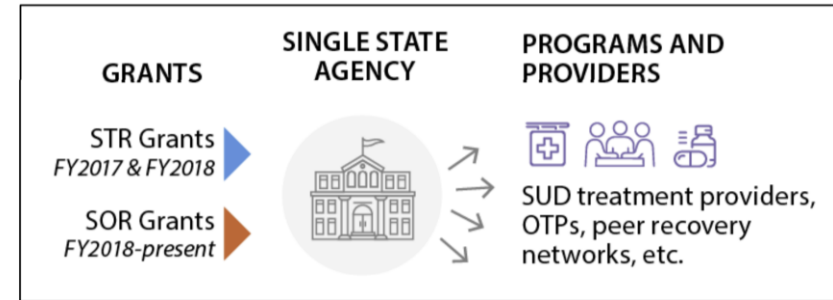 GRANTS
STR Grants
FY2017 & FY2018
SOR Grants
FY2018-present
SINGLE STATE
AGENCY
PROGRAMS AND
PROVIDERS
SUD treatment providers,
OTPs, peer recovery
networks, etc.